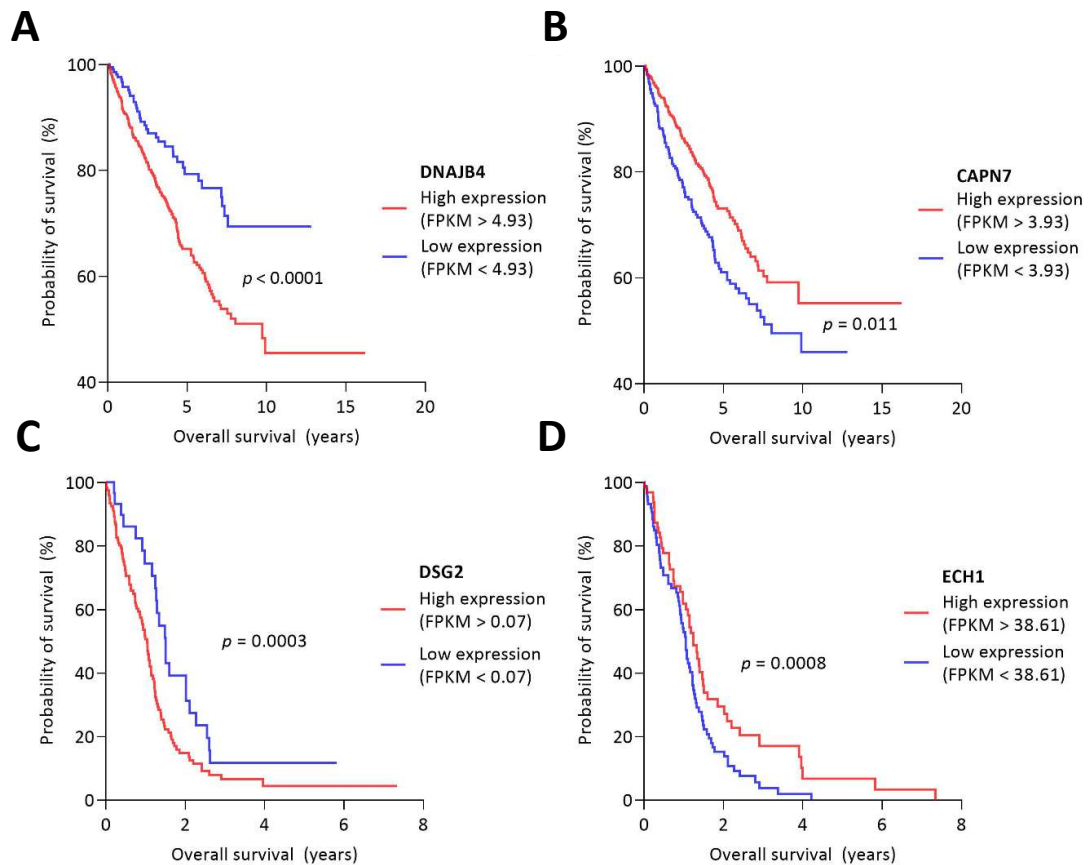 A
100
80
60
40
0
5
10
15
20
Probability of survival (%)
Overall survival (years)
p < 0.0001
DNAJB4
High expression
(FPKM > 4.93)
Low expression
(FPKM < 4.93)
B
100
80
60
40
0
5
10
15
20
Probability of survival (%)
Overall survival (years)
p = 0.011
CAPN7
High expression
(FPKM > 3.93)
Low expression
(FPKM < 3.93)
C
100
80
60
40
20
0
0
2
4
6
8
Probability of survival (%)
Overall survival (years)
p = 0.0003
DSG2
High expression
(FPKM > 0.07)
Low expression
(FPKM < 0.07)
D
100
80
60
40
20
0
0
2
4
6
8
Probability of survival (%)
Overall survival (years)
p = 0.0008
ECH1
High expression
(FPKM > 38.61)
Low expression
(FPKM < 38.61)